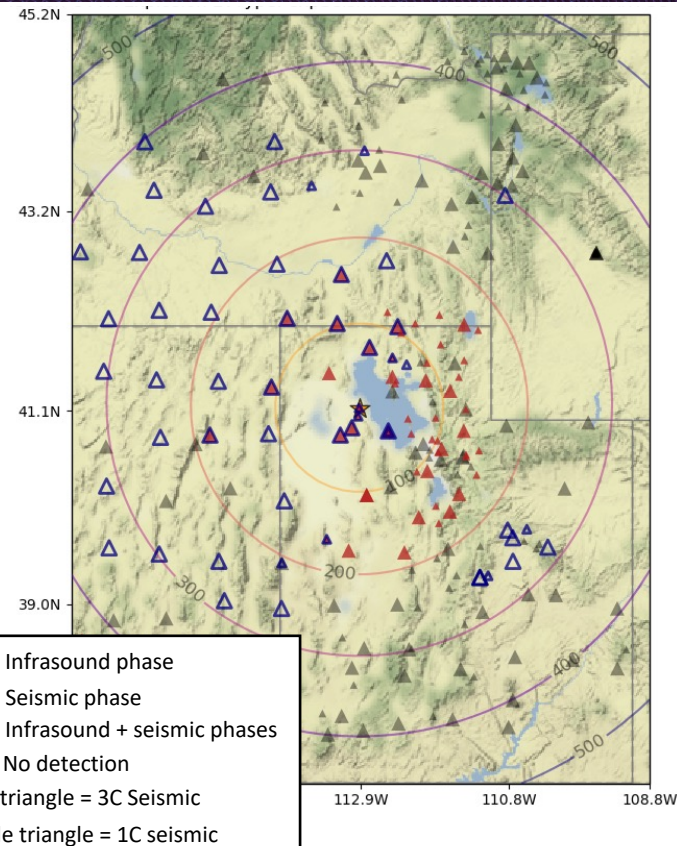 45.2N
500
500
400
43.2N
41.1N
100
200
300
39.0N
400
500
Infrasound phase
Seismic phase
Infrasound + seismic phases
No detection
triangle = 3C Seismic
e triangle = 1C seismic
112.9W 110.8W 108.8W